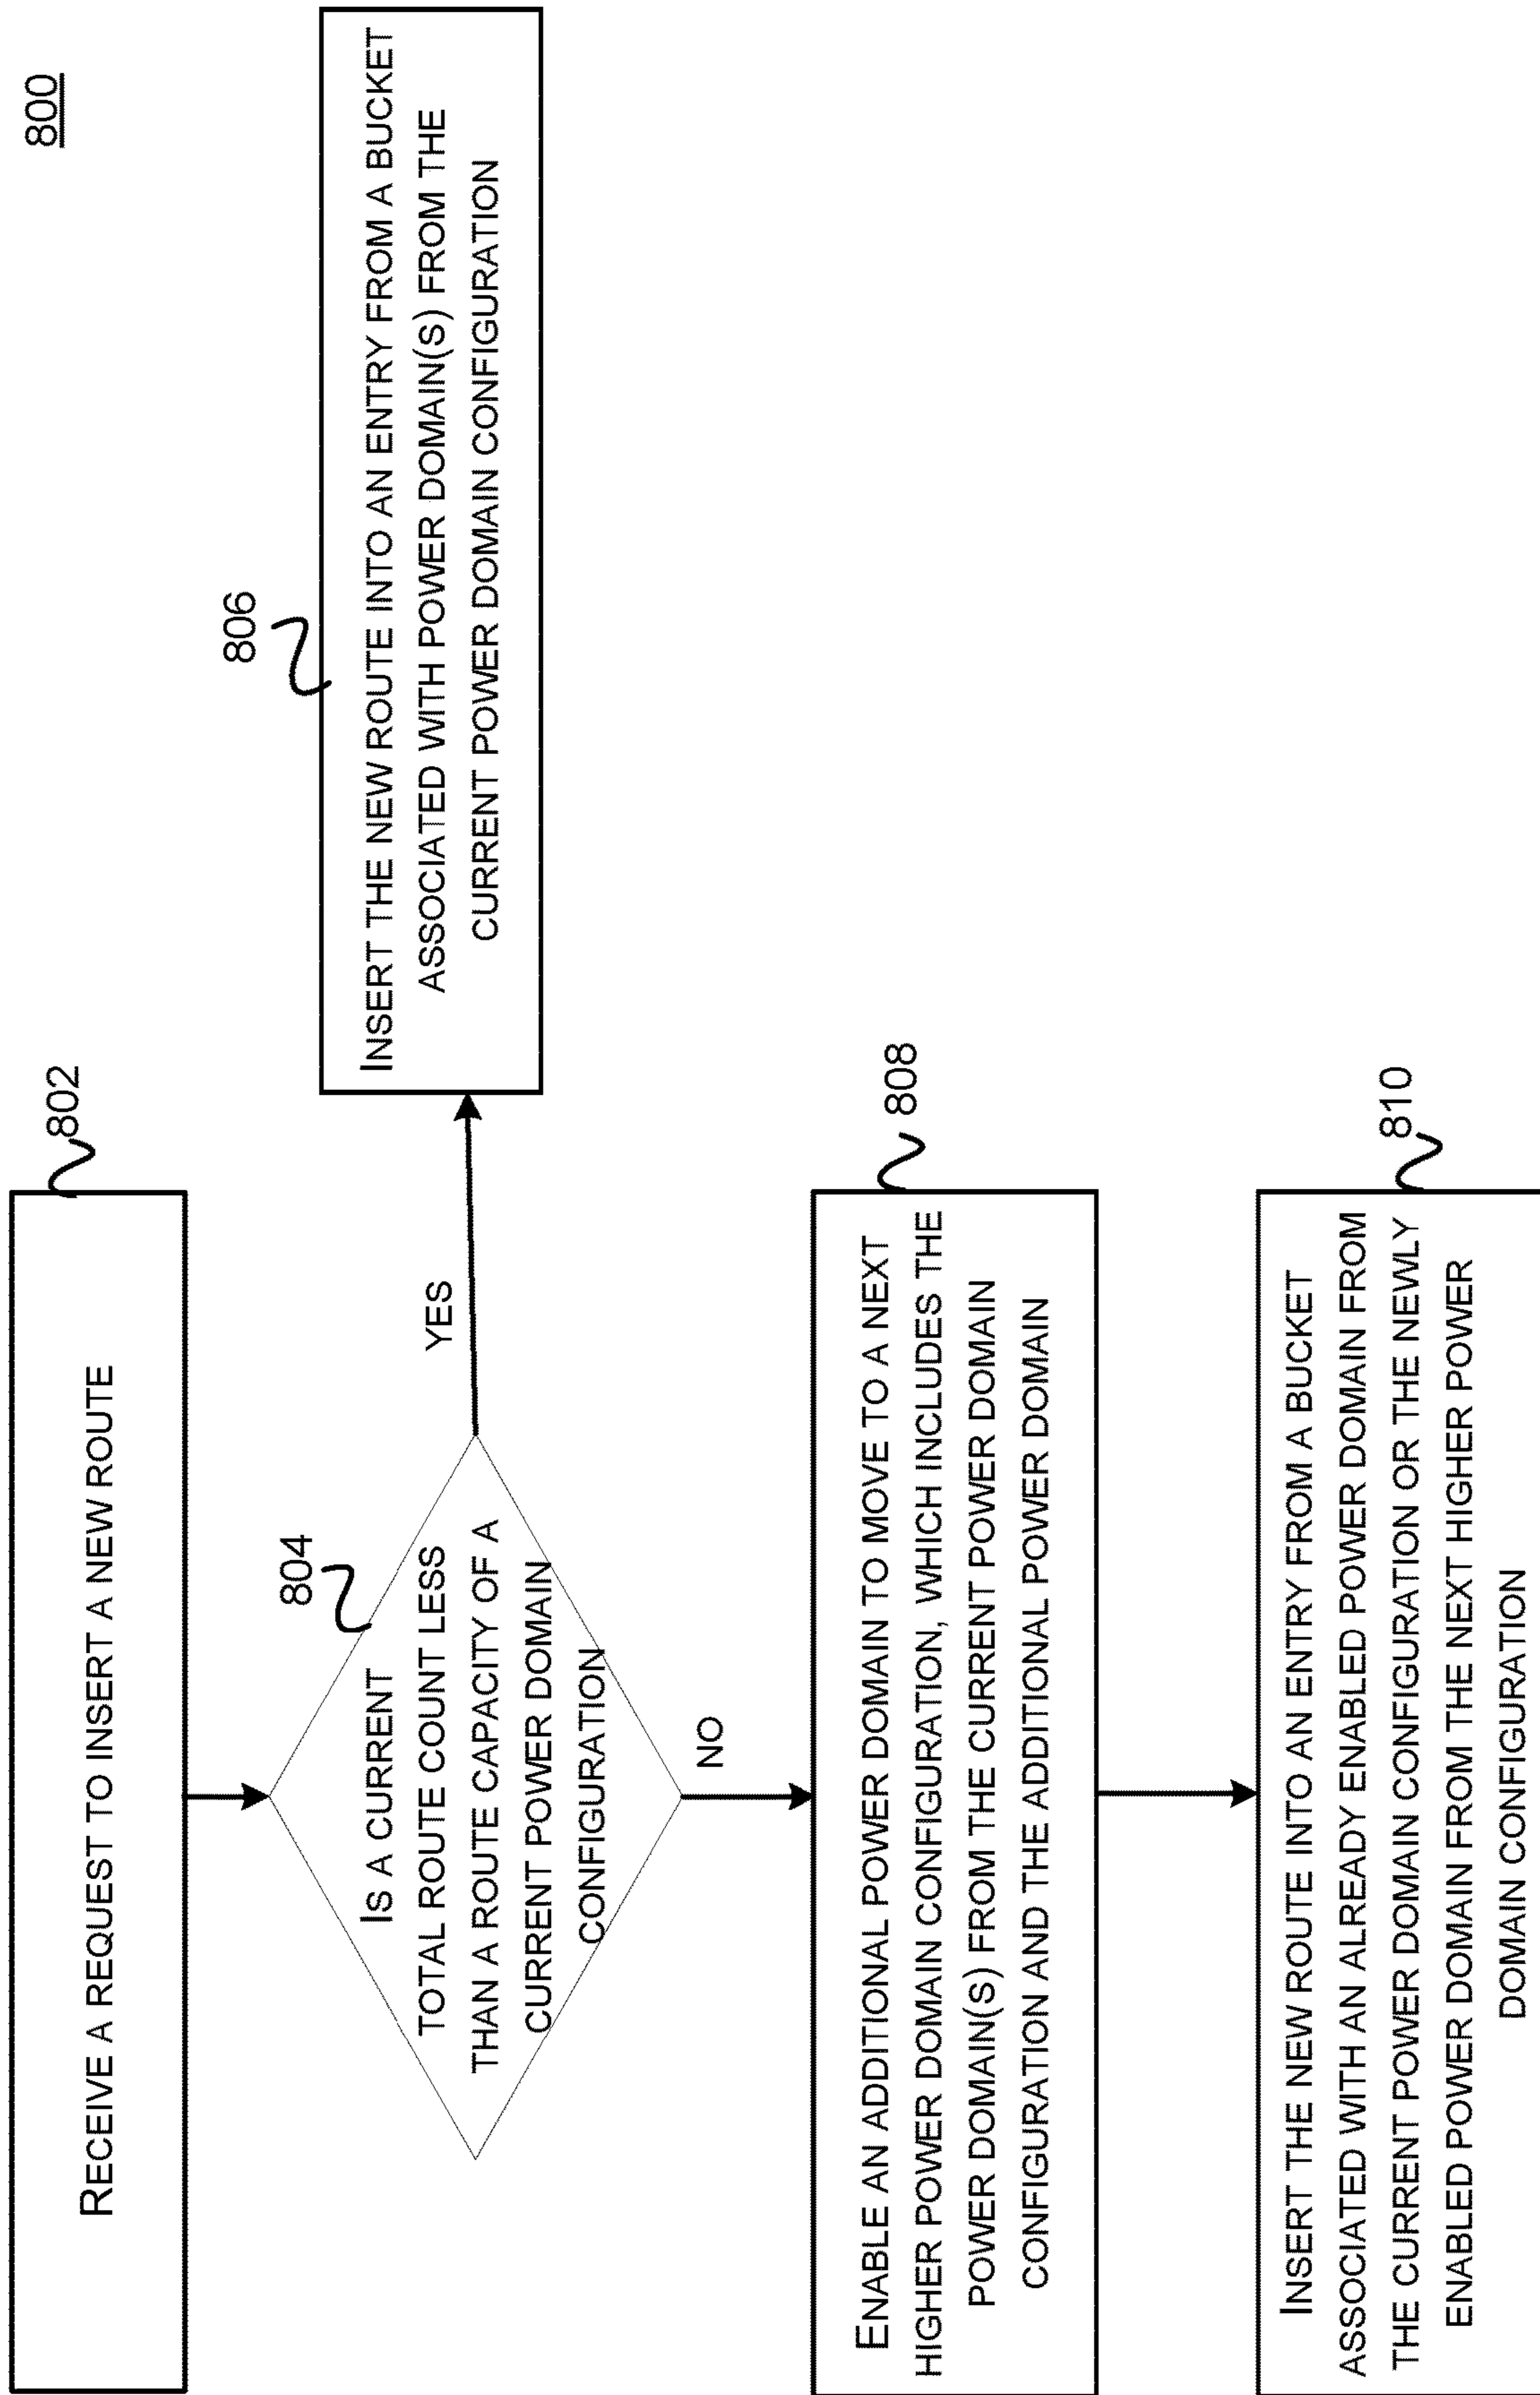 800
802
RECEIVE A REQUEST TO INSERT A NEW ROUTE
804
IS A CURRENT
TOTAL ROUTE COUNT LESS
THAN A ROUTE CAPACITY OF A
CURRENT POWER DOMAIN
CONFIGURATION
YES
806
INSERT THE NEW ROUTE INTO AN ENTRY FROM A BUCKET
ASSOCIATED WITH POWER DOMAIN(S) FROM THE
CURRENT POWER DOMAIN CONFIGURATION
NO
808
ENABLE AN ADDITIONAL POWER DOMAIN TO MOVE TO A NEXT
HIGHER POWER DOMAIN CONFIGURATION, WHICH INCLUDES THE
POWER DOMAIN(S) FROM THE CURRENT POWER DOMAIN
CONFIGURATION AND THE ADDITIONAL POWER DOMAIN
810
INSERT THE NEW ROUTE INTO AN ENTRY FROM A BUCKET
ASSOCIATED WITH AN ALREADY ENABLED POWER DOMAIN FROM
THE CURRENT POWER DOMAIN CONFIGURATION OR THE NEWLY
ENABLED POWER DOMAIN FROM THE NEXT HIGHER POWER
DOMAIN CONFIGURATION